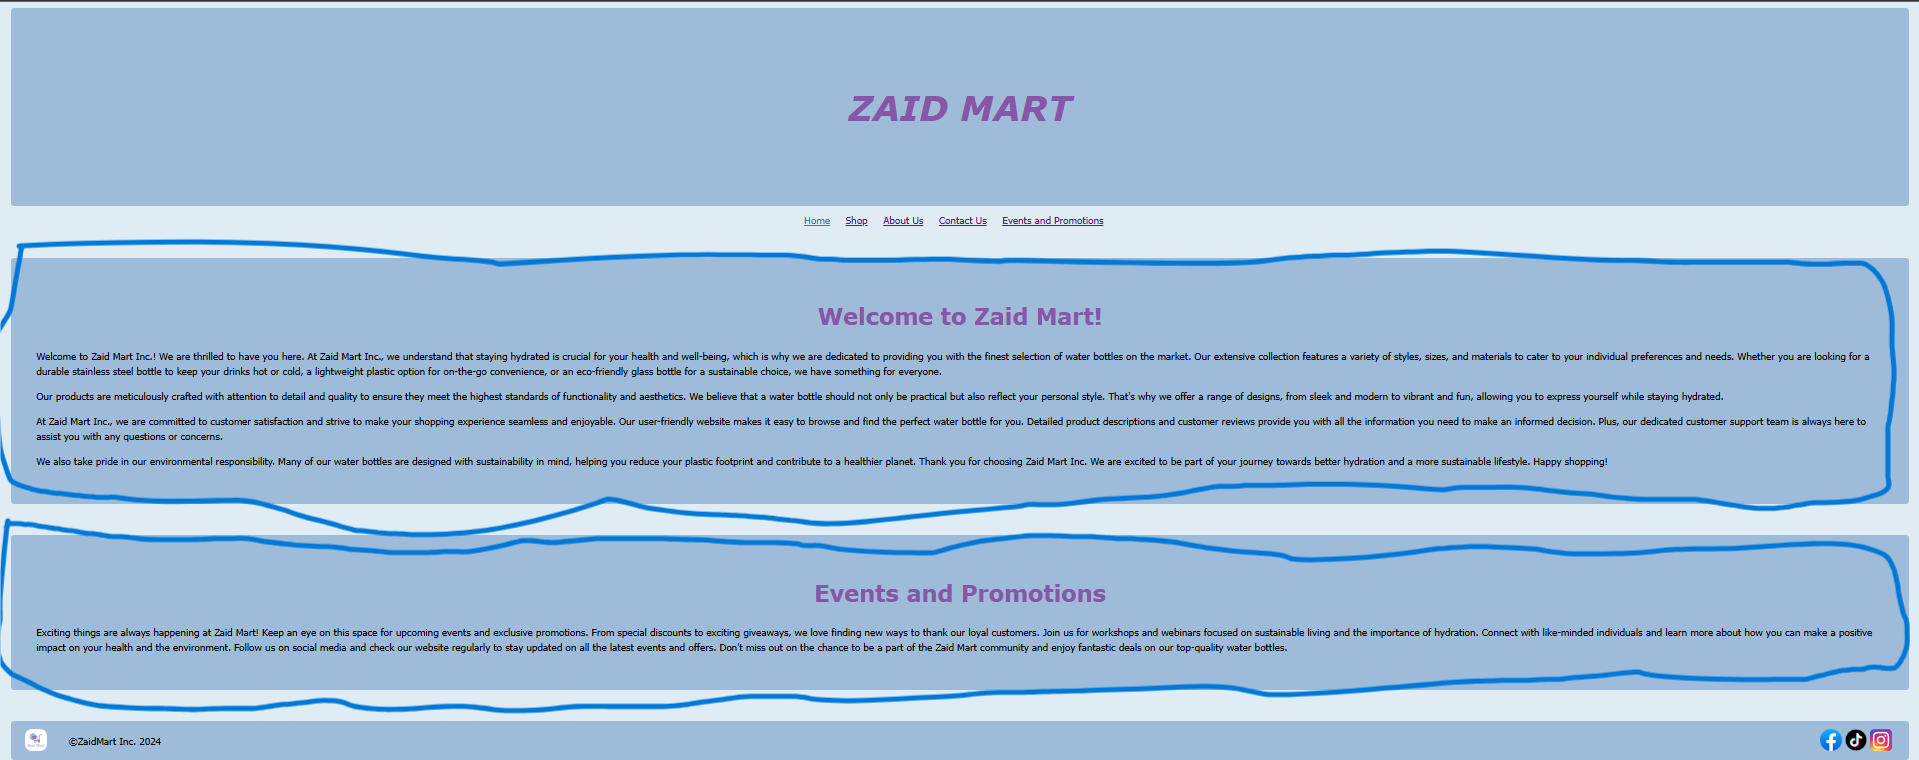 ZAID MART
Home Shop About Us Contact Us Events and Promotions
Welcome to Zaid Mart!
Welcome to Zaid Mart Inc.! We are thrilled to have you here. At Zaid Mart Inc., we understand that staying hydrated is crucial for your health and well-being, which is why we are dedicated to providing you with the finest selection of water bottles on the market. Our extensive collection features a variety of styles, sizes, and materials to cater to your individual preferences and needs. Whether you are looking for a
durable stainless steel bottle to keep your drinks hot or cold, a lightweight plastic option for on-the-go convenience, or an eco-friendly glass bottle for a sustainable choice, we have something for everyone.
Our products are meticulously crafted with attention to detail and quality to ensure they meet the highest standards of functionality and aesthetics. We believe that a water bottle should not only be practical but also reflect your personal style. That's why we offer a range of designs, from sleek and modern to vibrant and fun, allowing you to express yourself while staying hydrated.
At Zaid Mart Inc., we are committed to customer satisfaction and strive to make your shopping experience seamless and enjoyable. Our user-friendly website makes it easy to browse and find the perfect water bottle for you. Detailed product descriptions and customer reviews provide you with all the information you need to make an informed decision. Plus, our dedicated customer support team is always here to
assist you with any questions or concerns.
We also take pride in our environmental responsibility. Many of our water bottles are designed with sustainability in mind, helping you reduce your plastic footprint and contribute to a healthier planet. Thank you for choosing Zaid Mart Inc. We are excited to be part of your journey towards better hydration and a more sustainable lifestyle. Happy shopping!
Events and Promotions
Exciting things are always happening at Zaid Mart! Keep an eye on this space for upcoming events and exclusive promotions. From special discounts to exciting giveaways, we love finding new ways to thank our loyal customers. Join us for workshops and webinars focused on sustainable living and the importance of hydration. Connect with like-minded individuals and learn more about how you can make a positive
impact on your health and the environment. Follow us on social media and check our website regularly to stay updated on all the latest events and offers. Don't miss out on the chance to be a part of the Zaid Mart community and enjoy fantastic deals on our top-quality water bottles.
©ZaidMart Inc. 2024